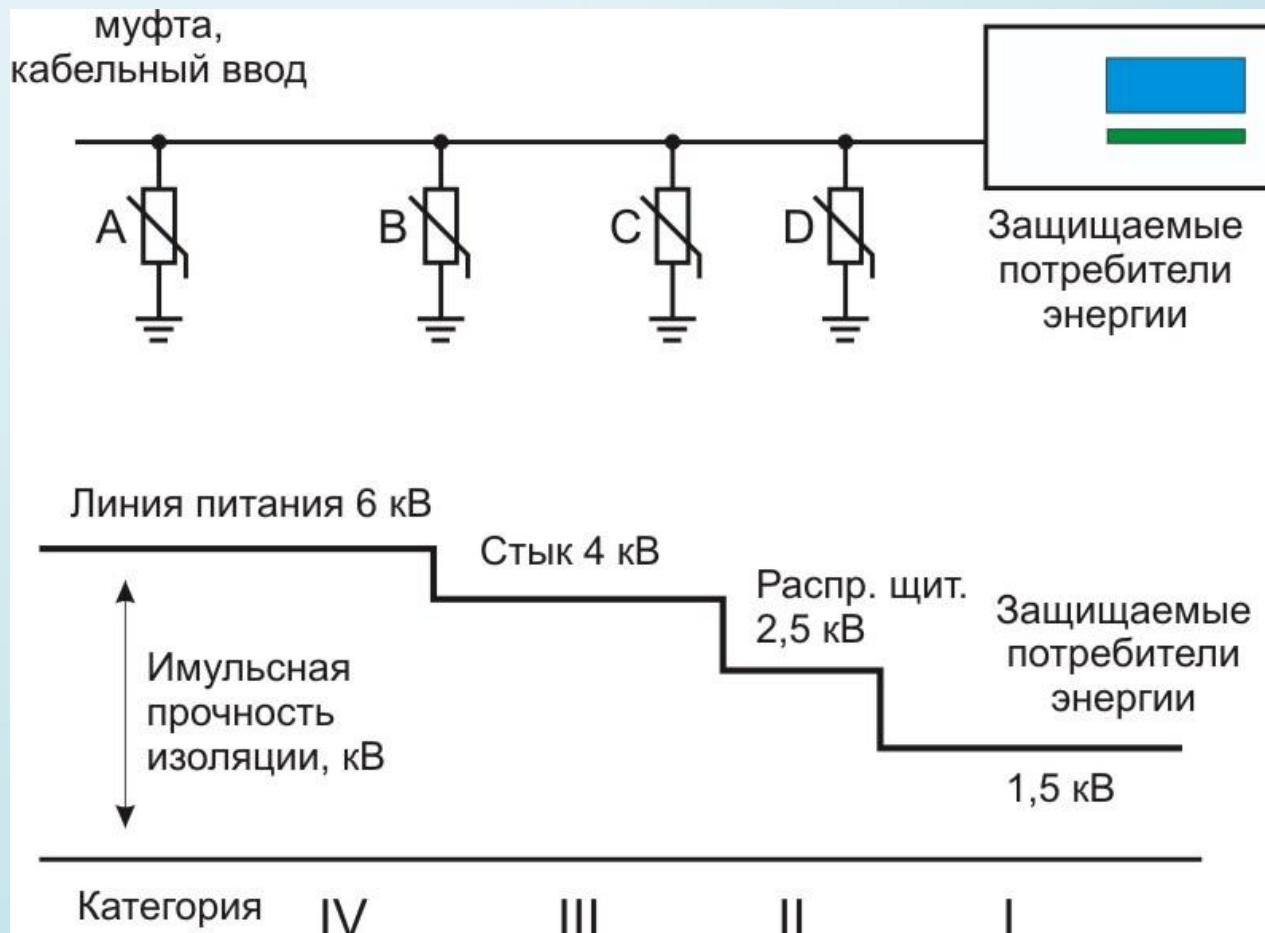 муфта,
кабельный ввод
A
B
C
D
Защищаемые
потребители
энергии
Линия питания 6 кВ
Стык 4 кВ
Распр. щит.
2,5 кВ
Защищаемые
потребители
энергии
Имульсная
прочность
изоляции, кВ
1,5 кВ
Категория IV III II I